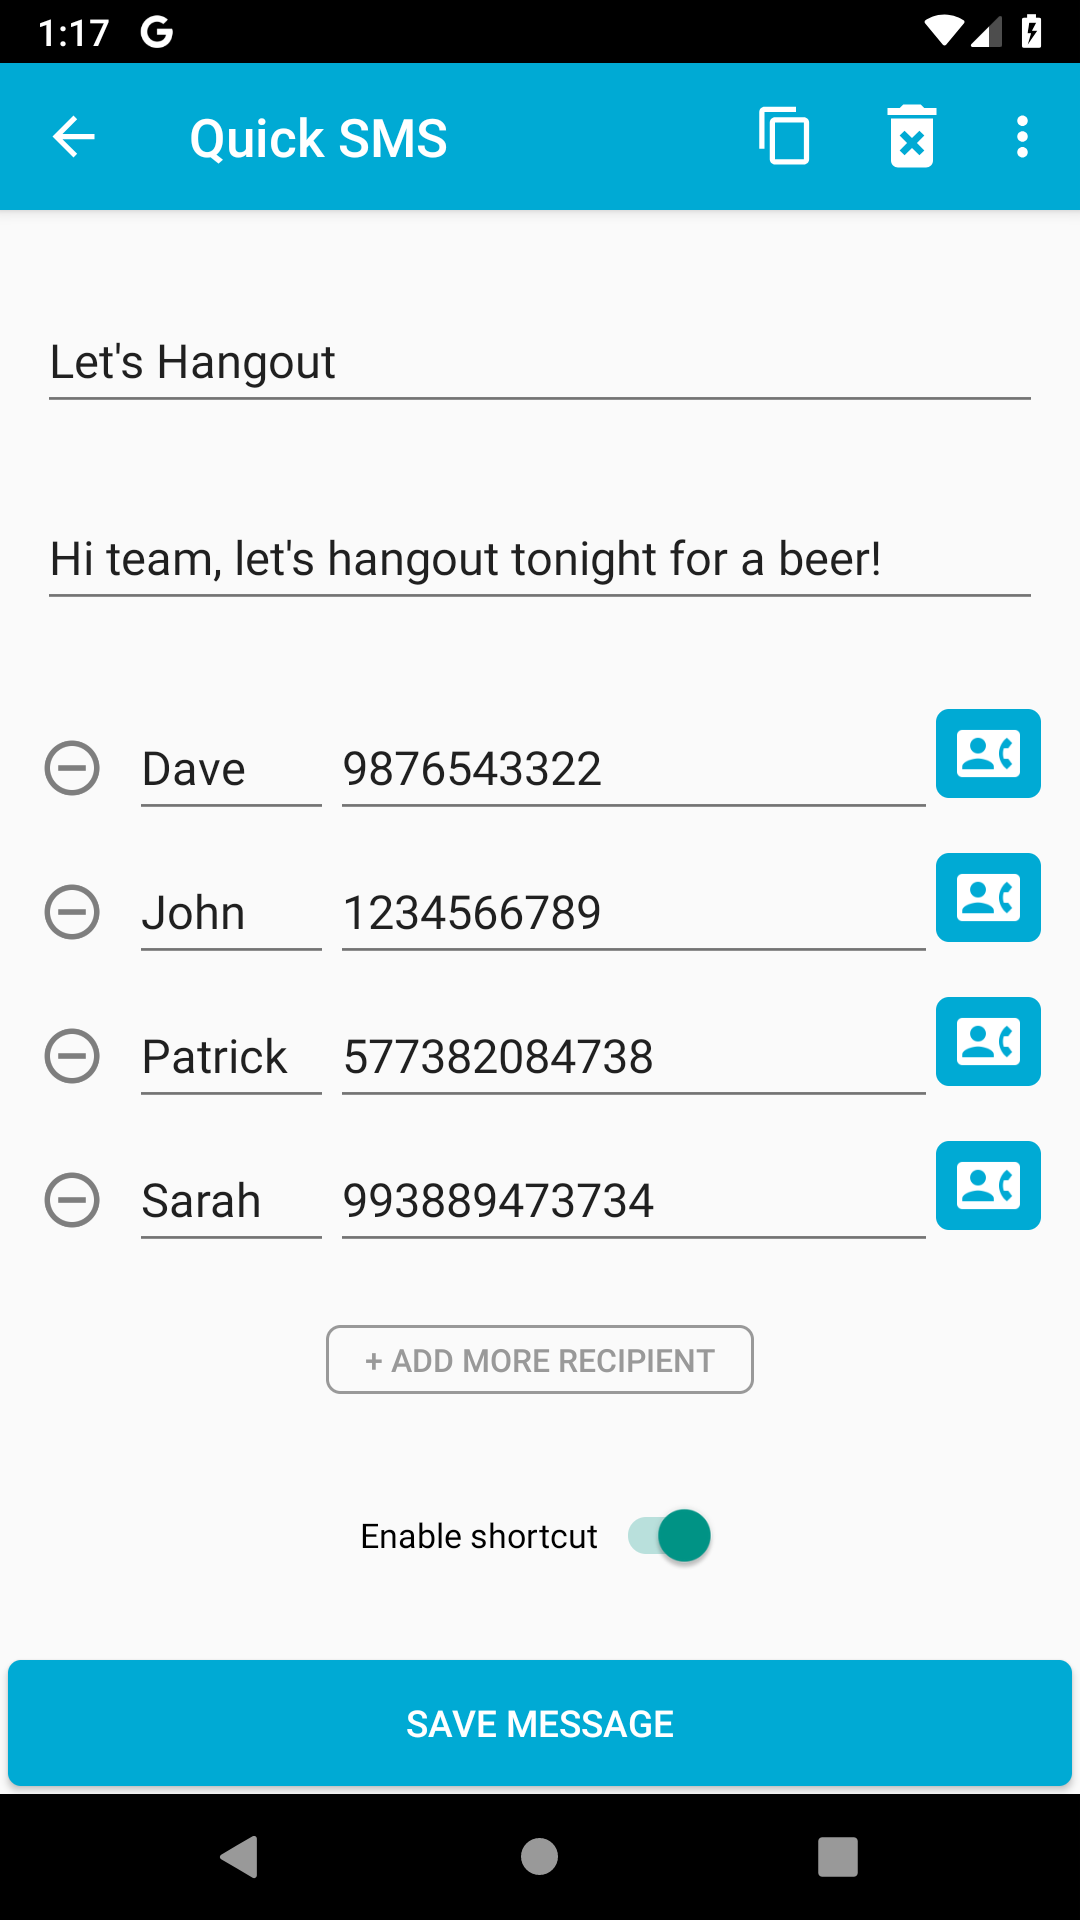 1:17 G
Quick SMS
Let's Hangout
Hi team, let's hangout tonight for a beer!
Dave 9876543322
John 1234566789
Patrick 577382084738
Sarah 993889473734
+ ADD MORE RECIPIENT
Enable shortcut
SAVE MESSAGE